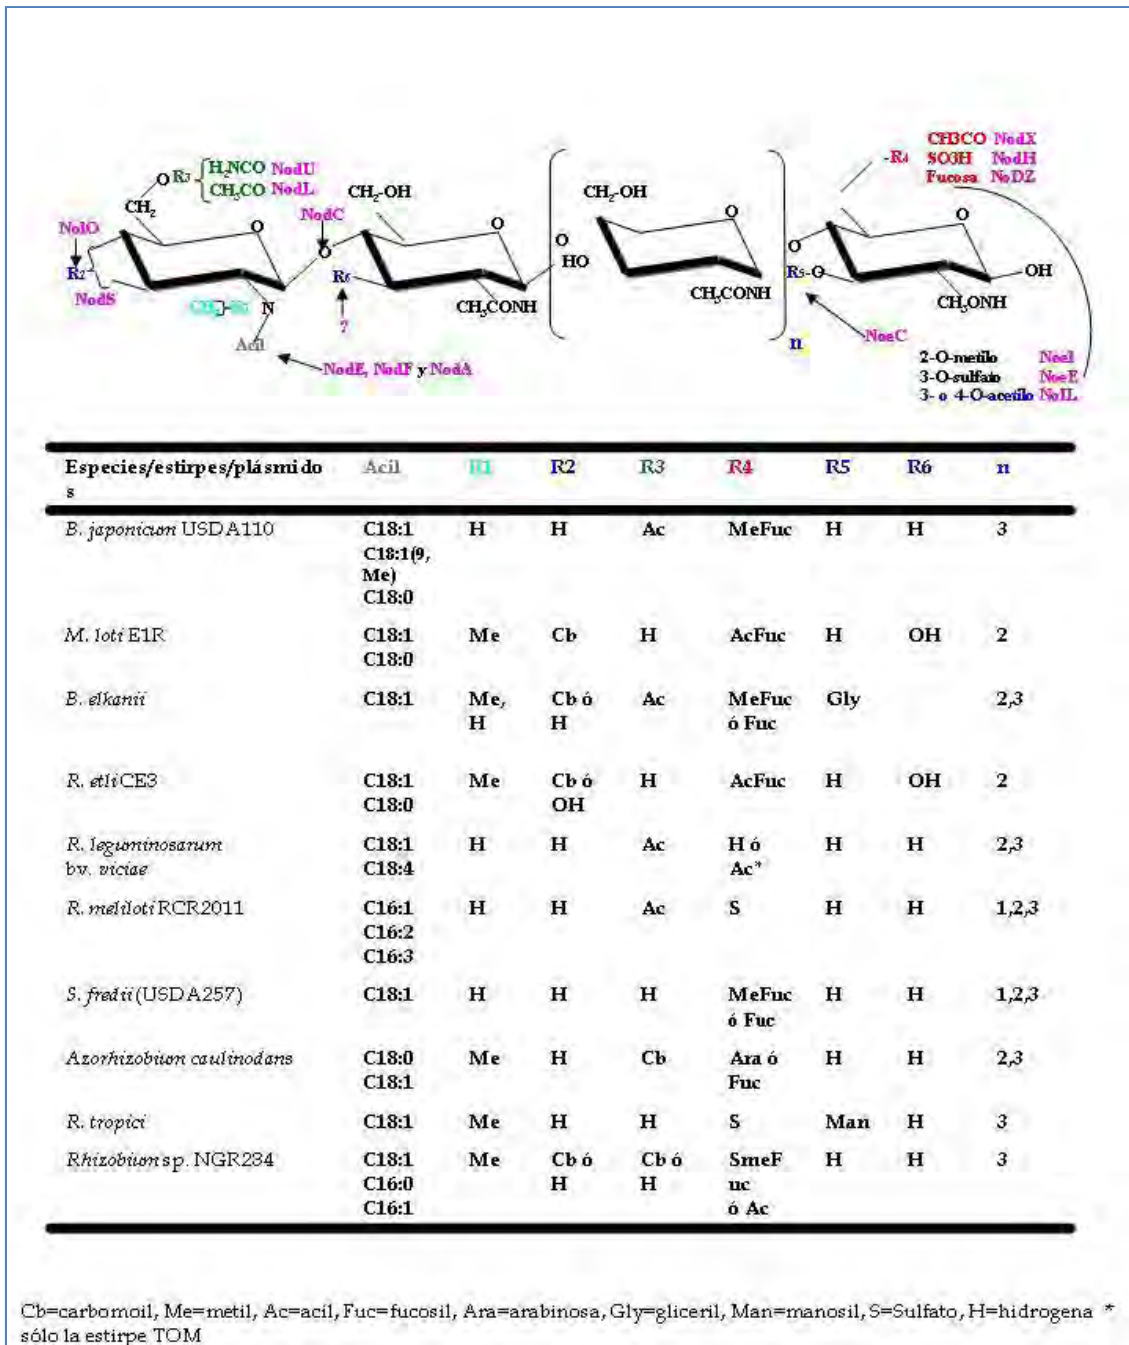 CH3CO NodX
-R4 SO3H NodH
Fucosa NoDZ
O R3 H2NCO NodU
CH3CO NodL
CH2
CH2-OH
CH2-OH
NodC
NolO
O
O
O
O
O
O
HO
O
R2
R6
R5-O
OH
NodS
N
CH3CONH
CH3CONH
CH3CONH
?
Acil
n
NoeC
NodE, NodF y NodA
2-O-metilo NoeI
3-O-sulfato NoeE
3- o 4-O-acetilo NolL
Especies/estirpes/plásmido Acil R1 R2 R3 R4 R5 R6 n
s
B. japonicum USDA110 C18:1 H H Ac MeFuc H H 3
C18:1(9,
Me)
C18:0
M. loti E1R C18:1 Me Cb H AcFuc H OH 2
C18:0
B. elkanii C18:1 Me, Cb ó Ac MeFuc Gly 2,3
H H ó Fuc
R. etli CE3 C18:1 Me Cb ó H AcFuc H OH 2
C18:0 OH
R. leguminosarum C18:1 H H Ac H ó H H 2,3
bv. viciae C18:4 Ac*
R. meliloti RCR2011 C16:1 H H Ac S H H 1,2,3
C16:2
C16:3
S. fredii (USDA257) C18:1 H H H MeFuc H H 1,2,3
ó Fuc
Azorhizobium caulinodans C18:0 Me H Cb Ara ó H H 2,3
C18:1 Fuc
R. tropici C18:1 Me H H S Man H 3
Rhizobium sp. NGR234 C18:1 Me Cb ó Cb ó SmeF H H 3
C16:0 H H uc
C16:1 ó Ac
Cb=carbomoil, Me=metil, Ac=acil, Fuc=fucosil, Ara=arabinosa, Gly=gliceril, Man=manosil, S=Sulfato, H=hidrogena *
sólo la estirpe TOM